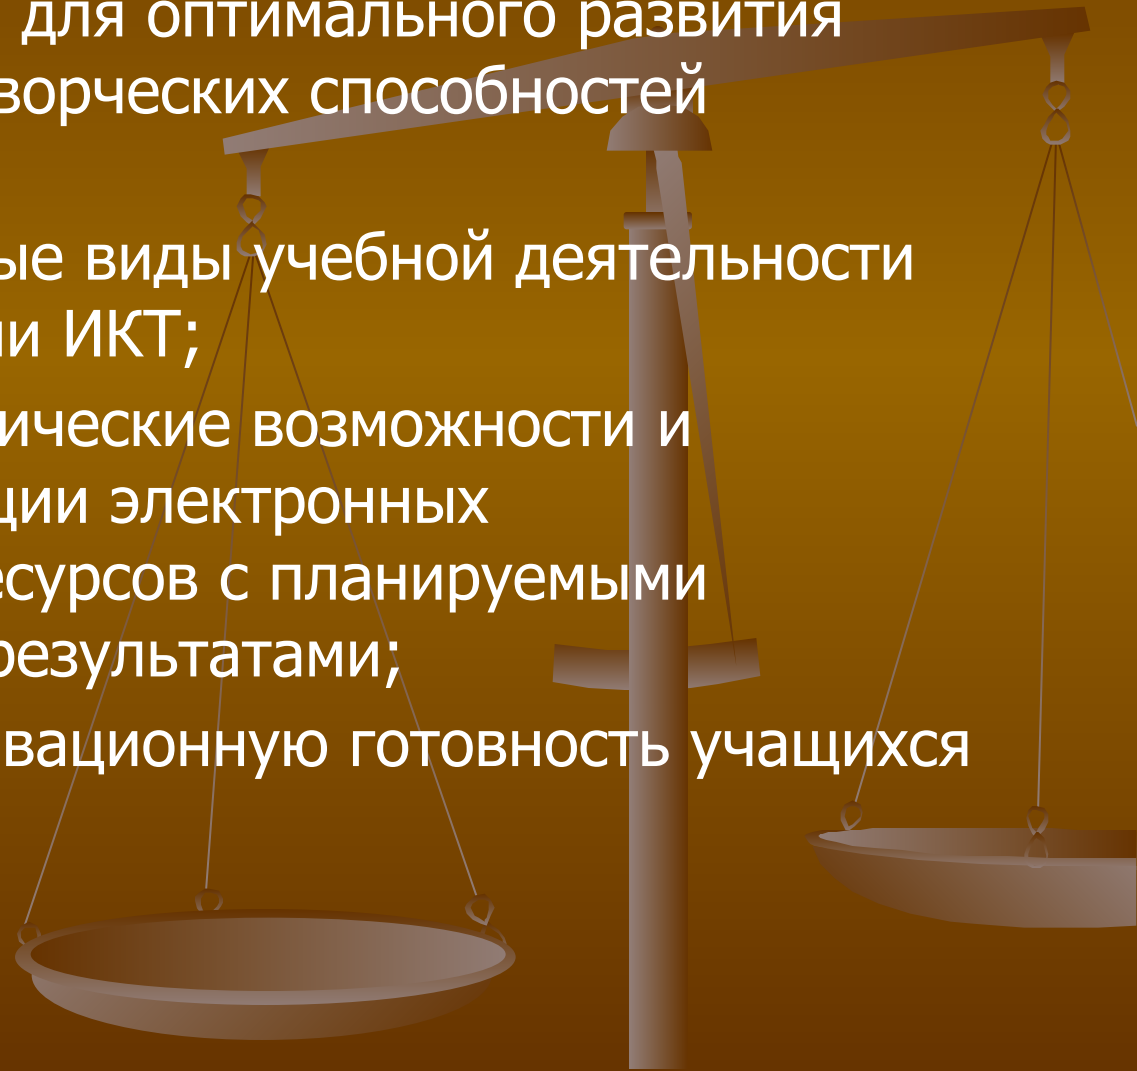 для оптимального развития
ворческих способностей
ые виды учебной деятельности
ии ИКТ;
ические возможности и
ции электронных
есурсов с планируемыми
результатами;
вационную готовность учащихся